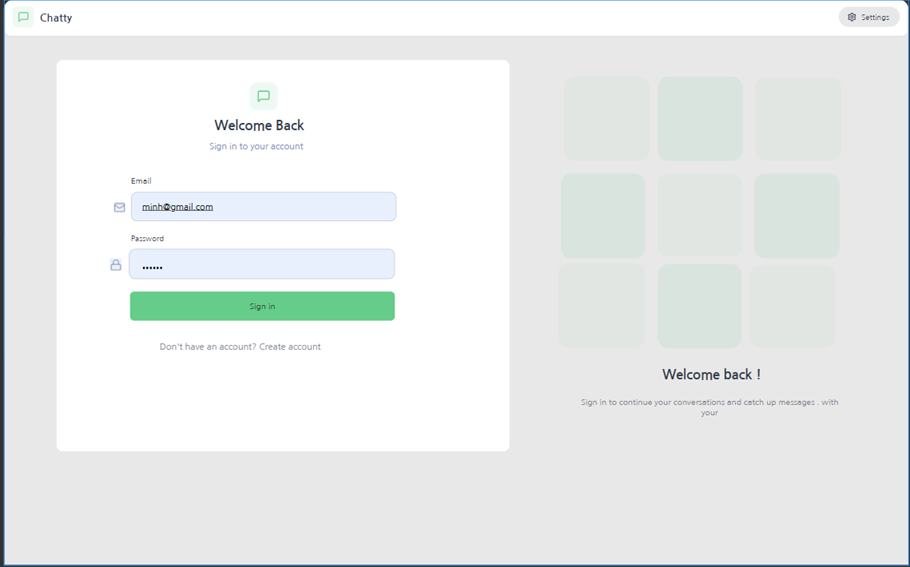 Chatty
Settings
Welcome Back
Sign in to your account
Email
minh@gmail.com
Password
••••••
Sign in
Don't have an account? Create account
Welcome back !
Sign in to continue your conversations and catch up messages . with
your